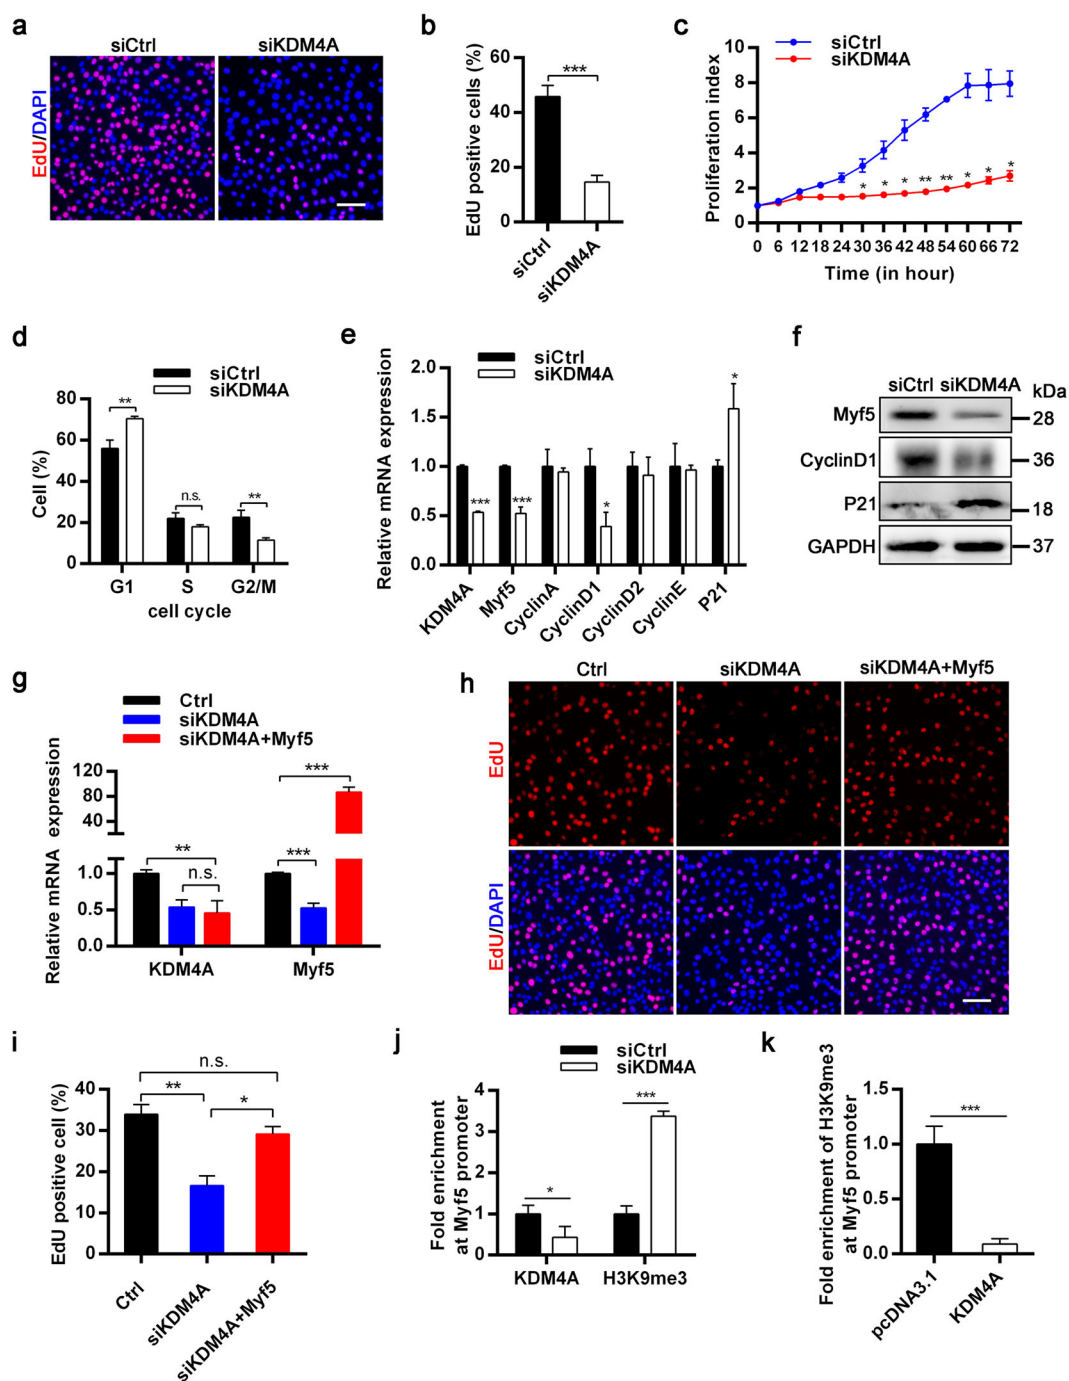 a
siCtrl siKDM4A
EdU/DAPI
b
EdU positive cells (%)
60
40
20
0
***
siCtrl
siKDM4A
c
siCtrl
siKDM4A
Proliferation index
10
8
6
4
2
0
* * * ** ** * * *
0 6 12 18 24 30 36 42 48 54 60 66 72
Time (in hour)
d
siCtrl
siKDM4A
Cell (%)
80
60
40
20
0
** n.s. **
G1 S G2/M
cell cycle
e
siCtrl
siKDM4A
Relative mRNA expression
2.0
1.5
1.0
0.5
0.0
*** *** * *
KDM4A
Myf5
CyclinA
CyclinD1
CyclinD2
CyclinE
P21
f
siCtrl siKDM4A
kDa
Myf5 28
CyclinD1 36
P21 18
GAPDH 37
g
Ctrl
siKDM4A
siKDM4A+Myf5
Relative mRNA expression
120
80
40
1.0
0.5
0.0
***
** ***
n.s.
KDM4A Myf5
h
Ctrl siKDM4A siKDM4A+Myf5
EdU
EdU/DAPI
i
EdU positive cell (%)
40
30
20
10
0
n.s.
** *
Ctrl
siKDM4A
siKDM4A+Myf5
j
siCtrl
siKDM4A
Fold enrichment
at Myf5 promoter
4
3
2
1
0
* ***
KDM4A H3K9me3
k
Fold enrichment of H3K9me3
at Myf5 promoter
1.5
1.0
0.5
0.0
***
pcDNA3.1
KDM4A